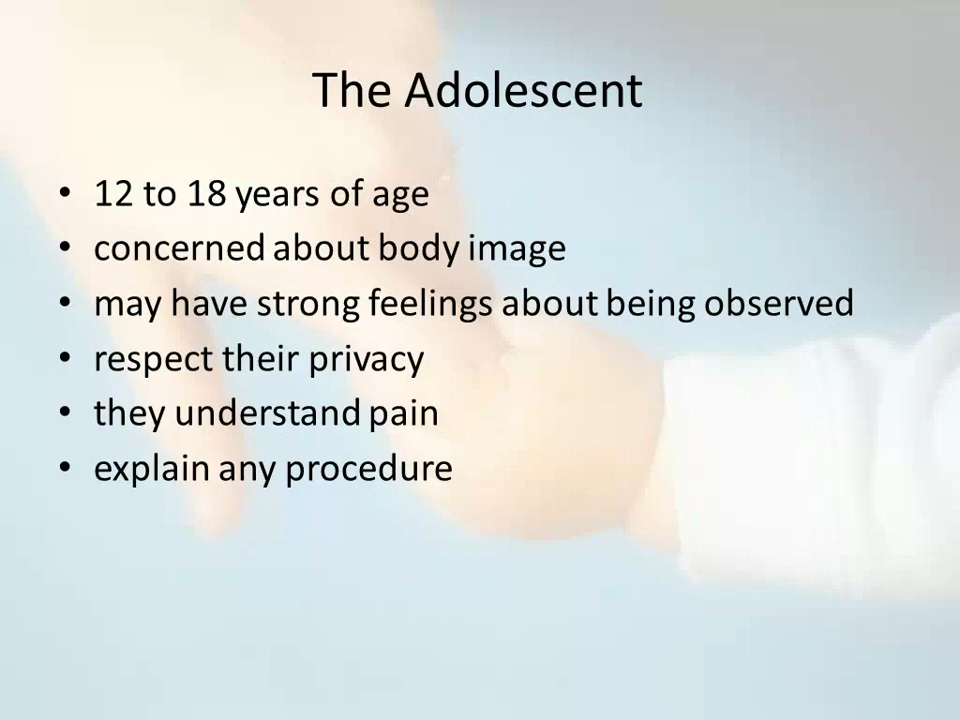 The Adolescent
• 12 to 18 years of age
• concerned about body image
• may have strong feelings about being observed
• respect their privacy
• they understand pain
• explain any procedure